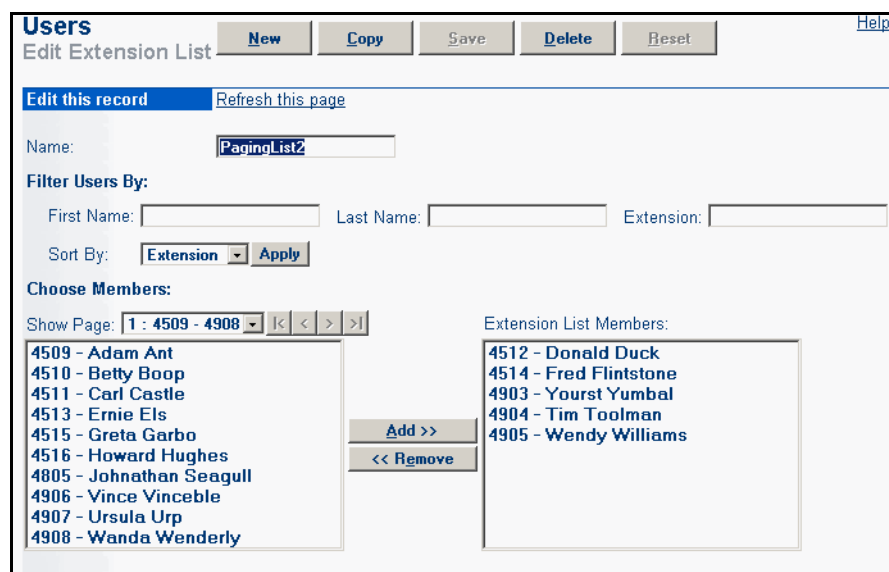 Users
Edit Extension List
New
Copy
Save
Delete
Reset
Help
Edit this record
Refresh this page
Name: PagingList2
Filter Users By:
First Name: Last Name: Extension:
Sort By: Extension Apply
Choose Members:
Show Page: 1 : 4509 - 4908 |< < > >|
4509 - Adam Ant
4510 - Betty Boop
4511 - Carl Castle
4513 - Ernie Els
4515 - Greta Garbo
4516 - Howard Hughes
4805 - Johnathan Seagull
4906 - Vince Vinceble
4907 - Ursula Urp
4908 - Wanda Wenderly
Add >>
<< Remove
Extension List Members:
4512 - Donald Duck
4514 - Fred Flintstone
4903 - Yourst Yumbal
4904 - Tim Toolman
4905 - Wendy Williams